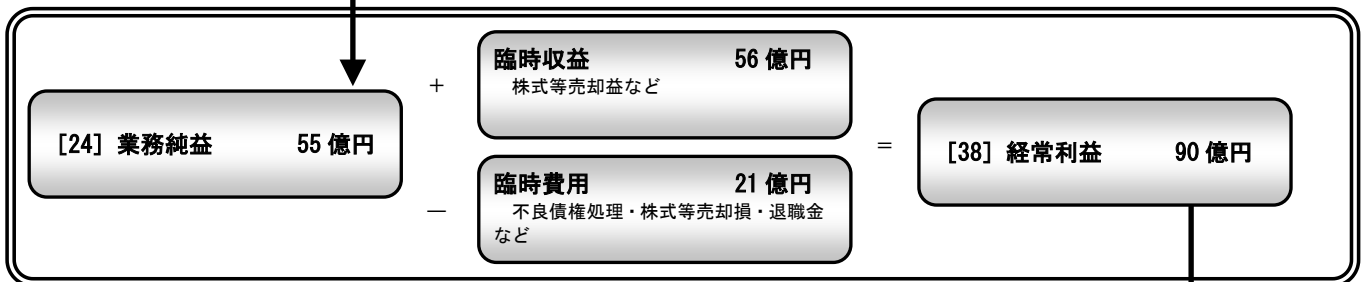 臨時収益 56 億円
株式等売却益など
＋
[24] 業務純益 55 億円
＝
[38] 経常利益 90 億円
臨時費用 21 億円
－
不良債権処理・株式等売却損・退職金
など